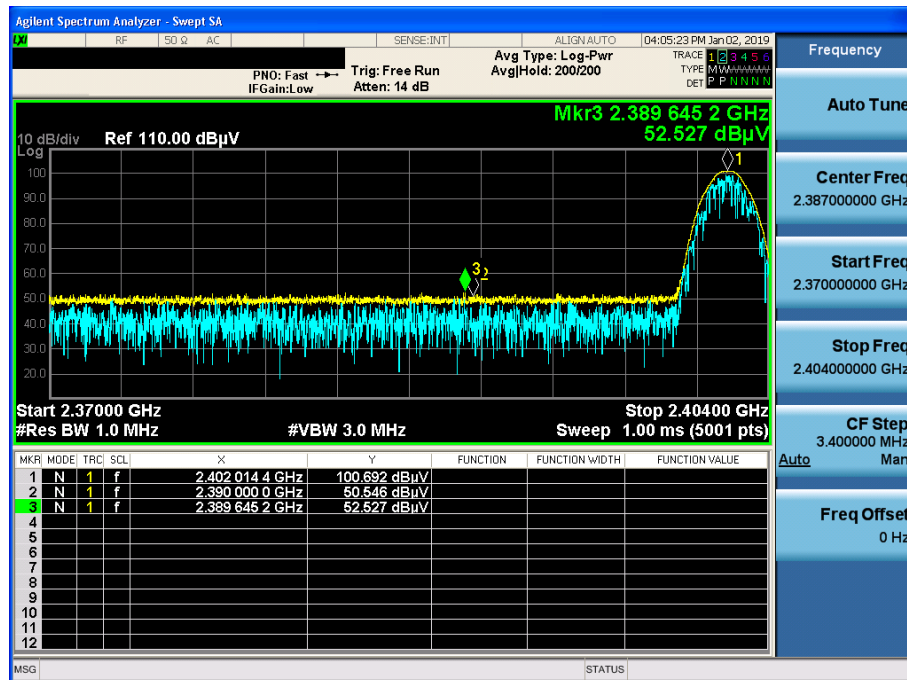 Agilent Spectrum Analyzer - Swept SA
LXI RF 50 Ω AC SENSE:INT ALIGN AUTO 04:05:23 PM Jan 02, 2019
PNO: Fast Trig: Free Run Avg Type: Log-Pwr TRACE 1 2 3 4 5 6
IFGain:Low Atten: 14 dB Avg|Hold: 200/200 TYPE M W W W W W W
DET P P N N N N
Mkr3 2.389 645 2 GHz
52.527 dBµV
10 dB/div Ref 110.00 dBµV
Log
100
90.0
80.0
70.0
60.0
50.0
40.0
30.0
20.0
1
3 2
Start 2.37000 GHz Stop 2.40400 GHz
#Res BW 1.0 MHz #VBW 3.0 MHz Sweep 1.00 ms (5001 pts)
MKR MODE TRC SCL X Y FUNCTION FUNCTION WIDTH FUNCTION VALUE
1 N 1 f 2.402 014 4 GHz 100.692 dBµV
2 N 1 f 2.390 000 0 GHz 50.546 dBµV
3 N 1 f 2.389 645 2 GHz 52.527 dBµV
4
5
6
7
8
9
10
11
12
MSG STATUS
Frequency
Auto Tune
Center Freq
2.387000000 GHz
Start Freq
2.370000000 GHz
Stop Freq
2.404000000 GHz
CF Step
3.400000 MHz
Auto Man
Freq Offset
0 Hz